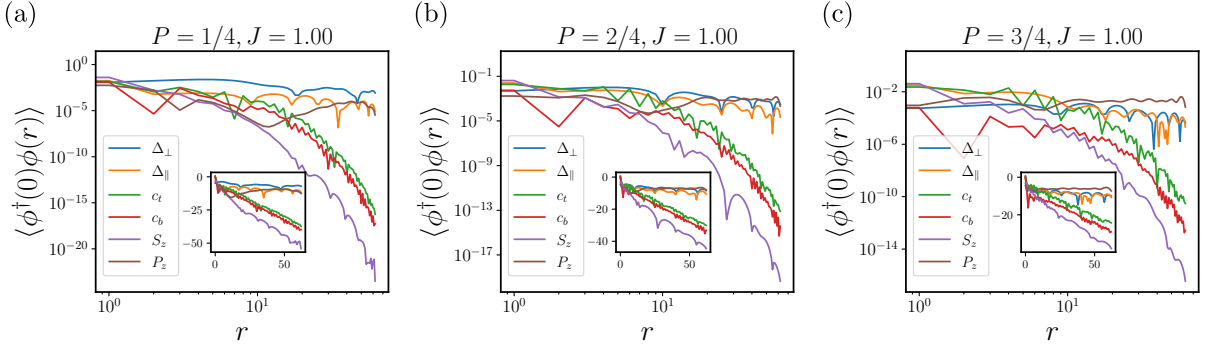 (a)
P = 1/4, J = 1.00
⟨ϕ†(0)ϕ(r)⟩
10^0
10^−5
10^−10
10^−15
10^−20
Δ⊥
Δ∥
c_t
c_b
S_z
P_z
0
−25
−50
0
50
10^0
10^1
r
(b)
P = 2/4, J = 1.00
⟨ϕ†(0)ϕ(r)⟩
10^−1
10^−5
10^−9
10^−13
10^−17
Δ⊥
Δ∥
c_t
c_b
S_z
P_z
0
−20
−40
0
50
10^0
10^1
r
(c)
P = 3/4, J = 1.00
⟨ϕ†(0)ϕ(r)⟩
10^−2
10^−6
10^−10
10^−14
Δ⊥
Δ∥
c_t
c_b
S_z
P_z
0
−20
0
50
10^0
10^1
r